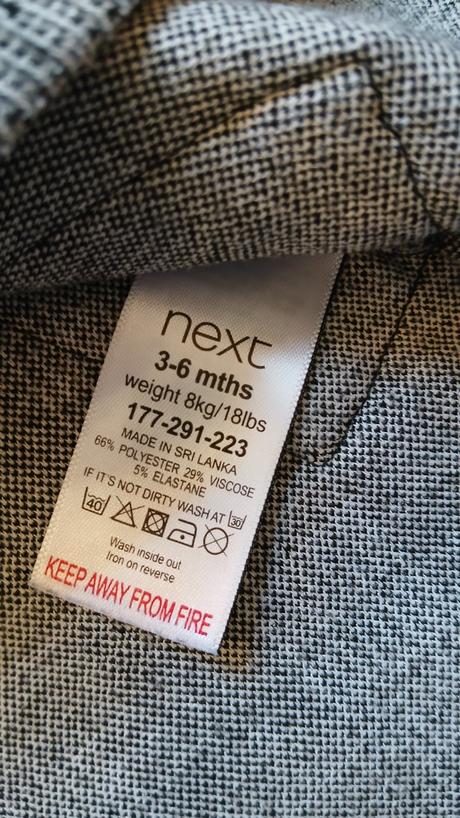 next
3-6 mths
weight 8kg/18lbs
177-291-223
MADE IN SRI LANKA
66% POLYESTER 29% VISCOSE
5% ELASTANE
IF IT'S NOT DIRTY WASH AT 30
40
Wash inside out
Iron on reverse
KEEP AWAY FROM FIRE